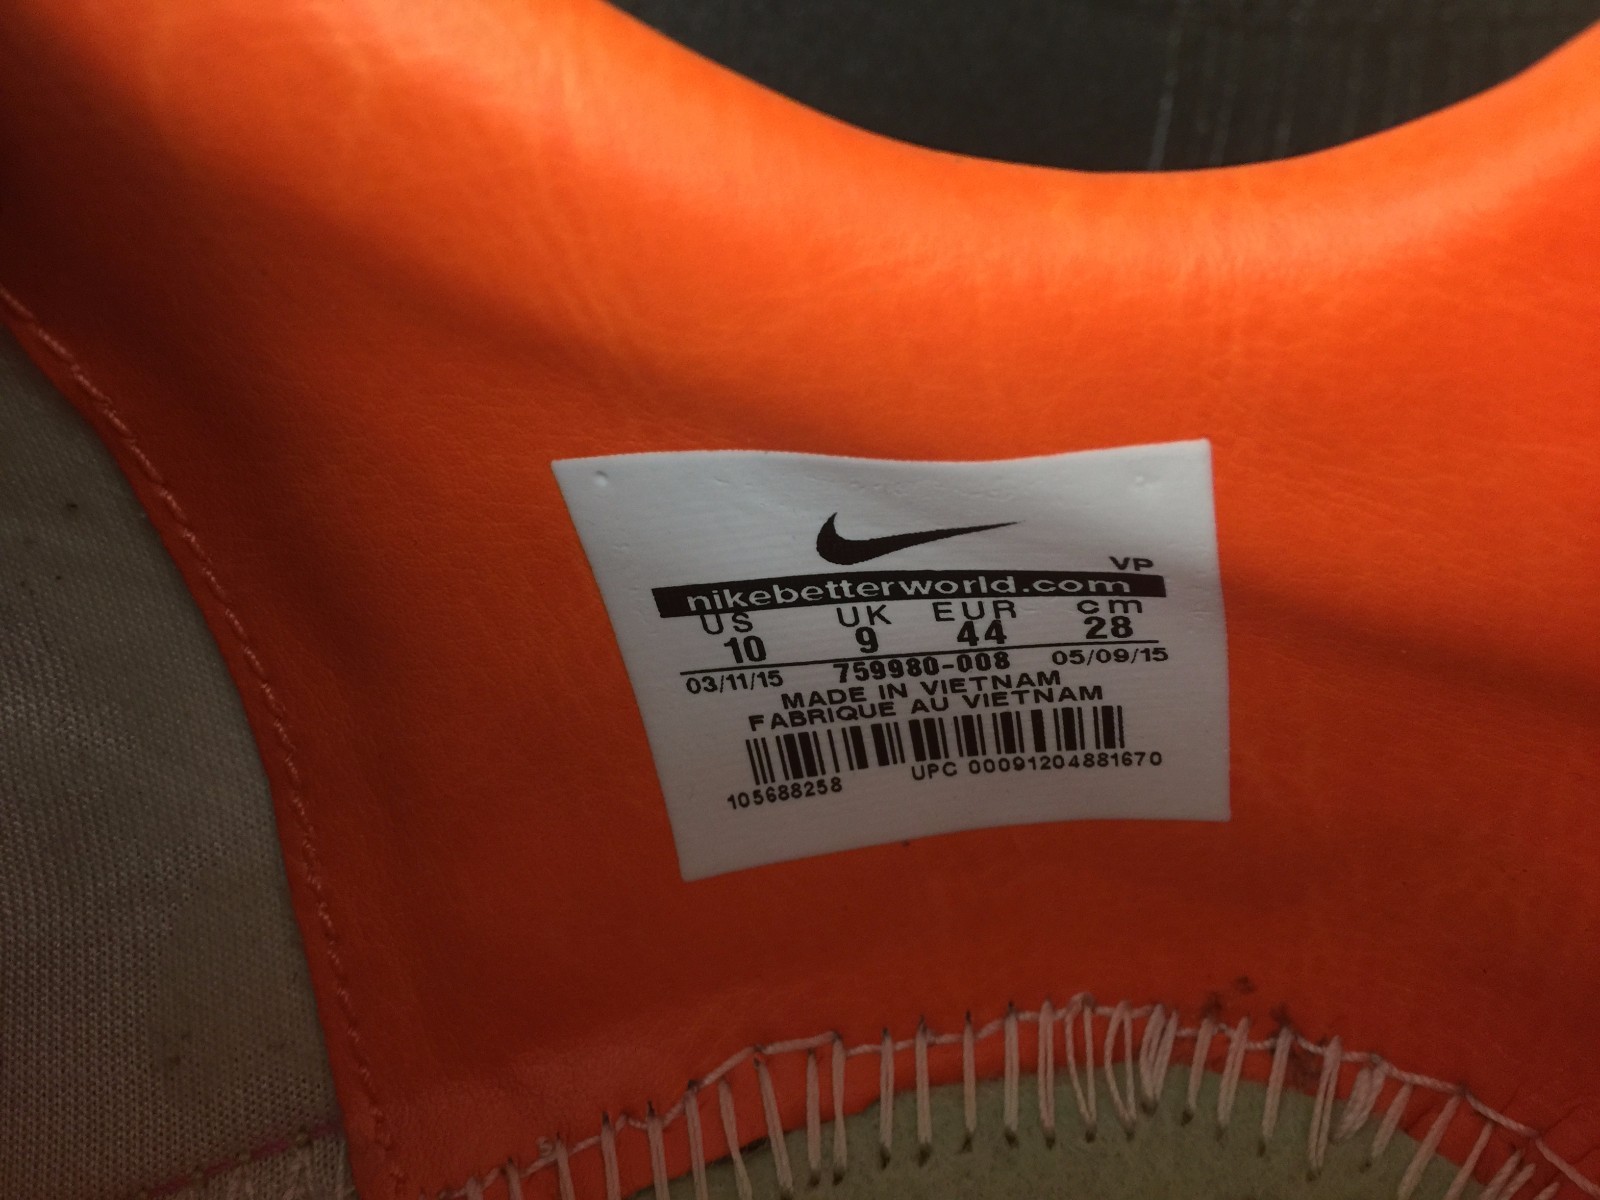 VP
nikebetterworld.com
US UK EUR cm
10 9 44 28
03/11/15 759980-008 05/09/15
MADE IN VIETNAM
FABRIQUE AU VIETNAM
105688258 UPC 00091204881670